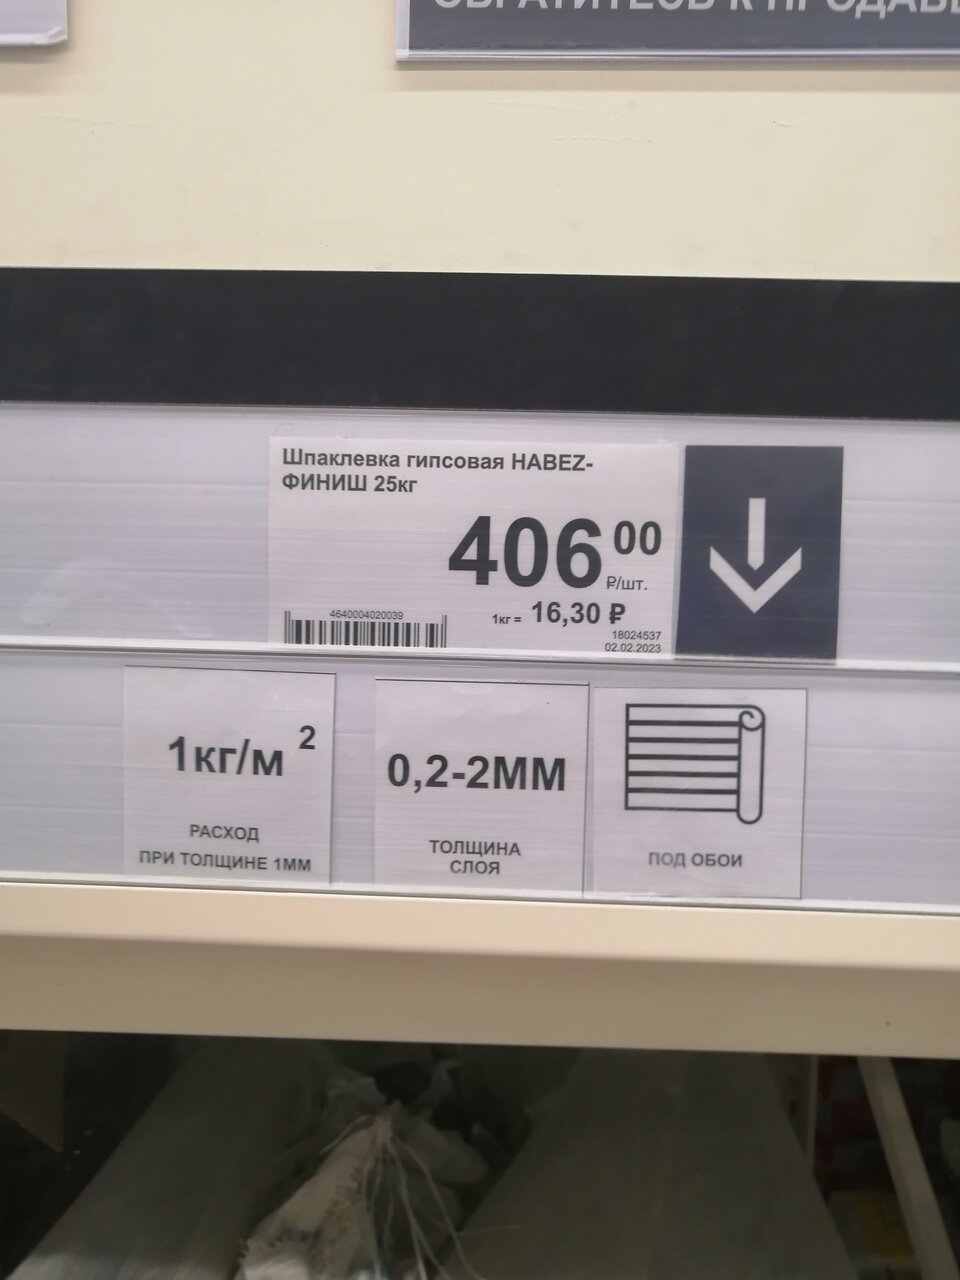 ОБРАТИТЕСЬ К
Шпаклевка гипсовая HABEZ-
ФИНИШ 25кг
406 00
₽/шт.
1кг = 16,30 ₽
4640004020039
18024537
02.02.2023
1кг/м 2
РАСХОД
ПРИ ТОЛЩИНЕ 1ММ
0,2-2ММ
ТОЛЩИНА
СЛОЯ
ПОД ОБОИ